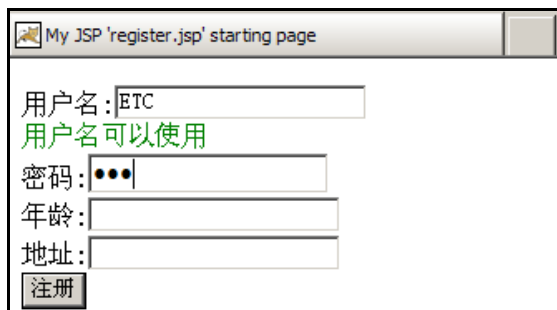 My JSP 'register.jsp' starting page
用户名:ETC
用户名可以使用
密码:•••
年龄:
地址:
注册